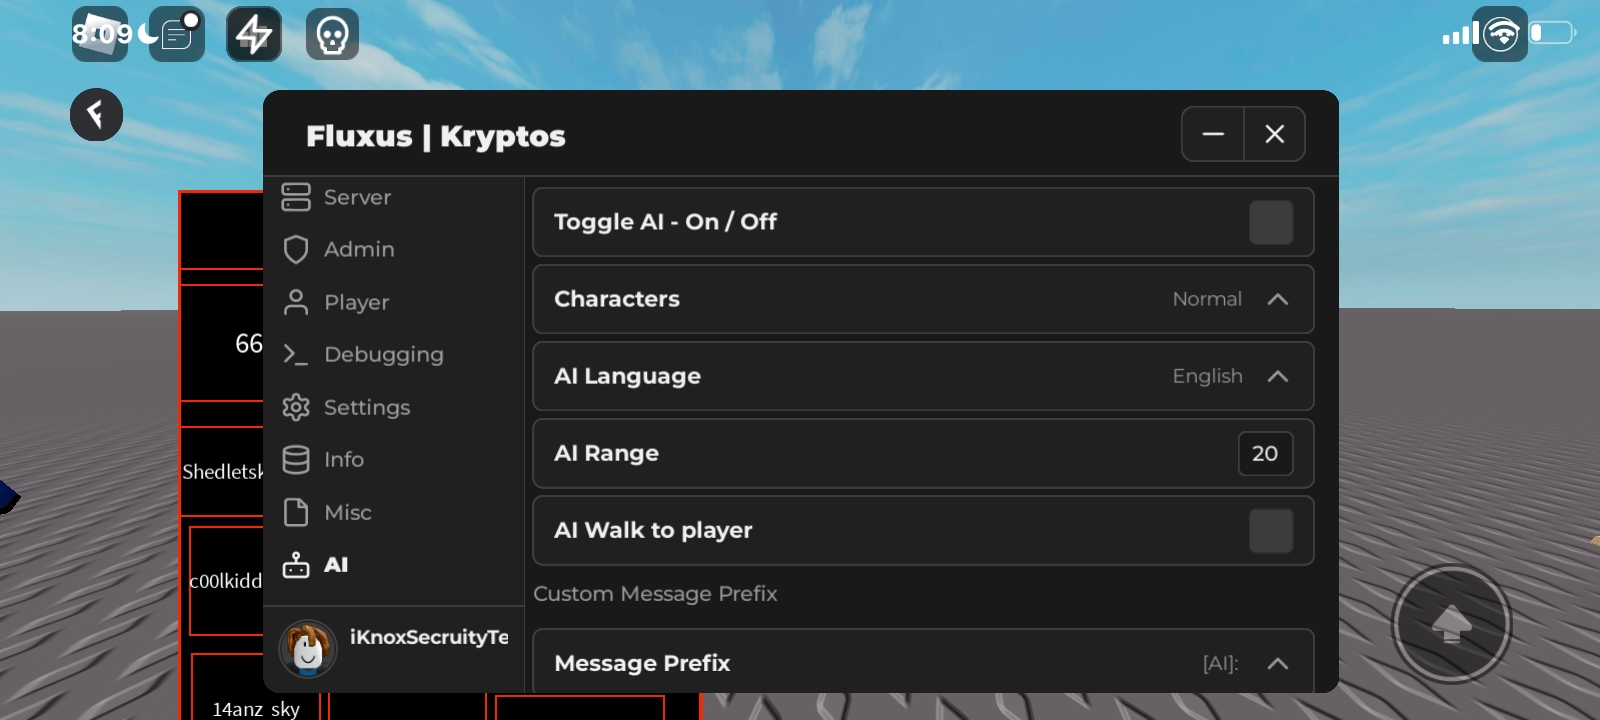 8:09
Fluxus | Kryptos
Server
Admin
Player
Debugging
Settings
Info
Misc
AI
iKnoxSecruityTe
Toggle AI - On / Off
Characters Normal
AI Language English
AI Range 20
AI Walk to player
Custom Message Prefix
Message Prefix [AI]:
66
Shedletsk
c00lkidd
14anz sky